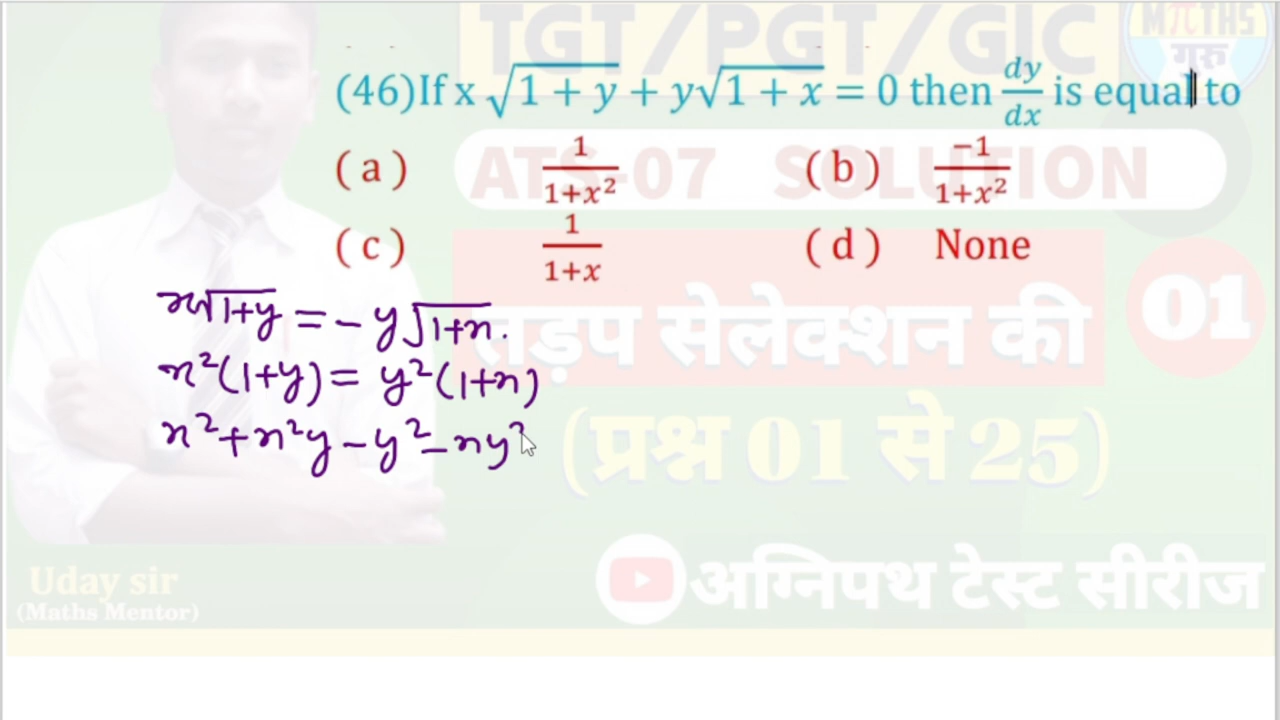 TGT/PGT/GIC
MπTHS
गुरु
(46)If x √1 + y + y√1 + x = 0 then dy/dx is equal to
ATS-07 SOLUTION
(a) 1/1+x² (b) −1/1+x²
(c) 1/1+x (d) None
x√1+y = − y√1+x.
तड़प सेलेक्शन की 01
x²(1+y) = y²(1+x)
x²+x²y−y²−xy²
(प्रश्न 01 से 25)
Uday sir
(Maths Mentor)
अग्निपथ टेस्ट सीरीज